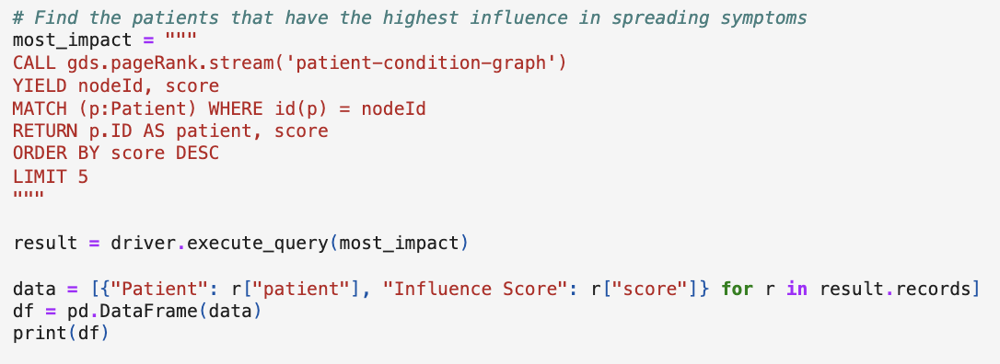 # Find the patients that have the highest influence in spreading symptoms
most_impact = """
CALL gds.pageRank.stream('patient-condition-graph')
YIELD nodeId, score
MATCH (p:Patient) WHERE id(p) = nodeId
RETURN p.ID AS patient, score
ORDER BY score DESC
LIMIT 5
"""
result = driver.execute_query(most_impact)
data = [{"Patient": r["patient"], "Influence Score": r["score"]} for r in result.records]
df = pd.DataFrame(data)
print(df)